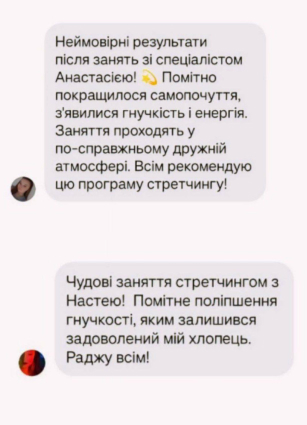 Неймовірні результати
після занять зі спеціалістом
Анастасією! 💫 Помітно
покращилося самопочуття,
з'явилися гнучкість і енергія.
Заняття проходять у
по-справжньому дружній
атмосфері. Всім рекомендую
цю програму стретчингу!
Чудові заняття стретчингом з
Настею! Помітне поліпшення
гнучкості, яким залишився
задоволений мій хлопець.
Раджу всім!